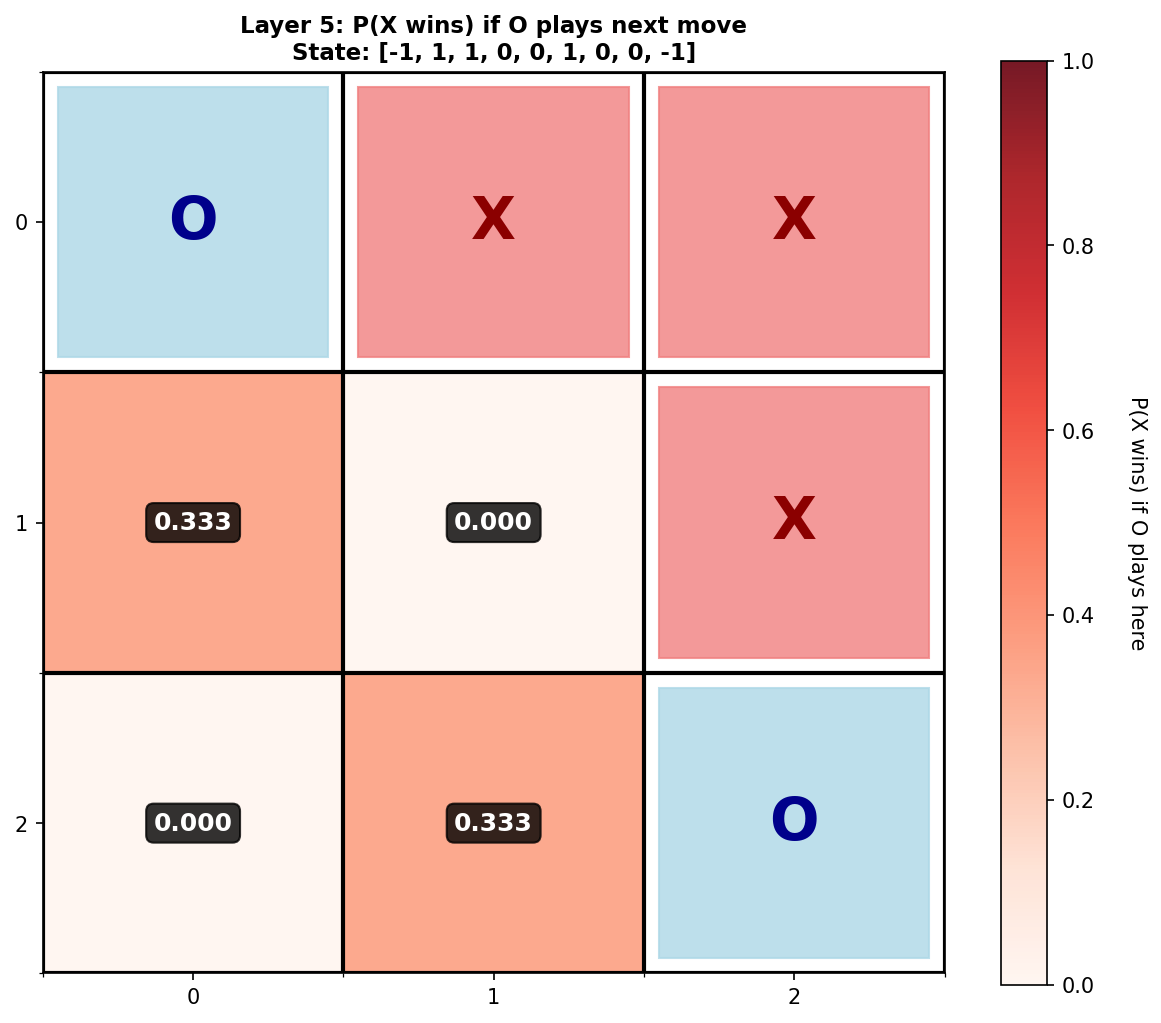 Layer 5: P(X wins) if O plays next move
State: [-1, 1, 1, 0, 0, 1, 0, 0, -1]
0 O X X
1 0.333 0.000 X
2 0.000 0.333 O
0 1 2
1.0
0.8
0.6
0.4
0.2
0.0
P(X wins) if O plays here